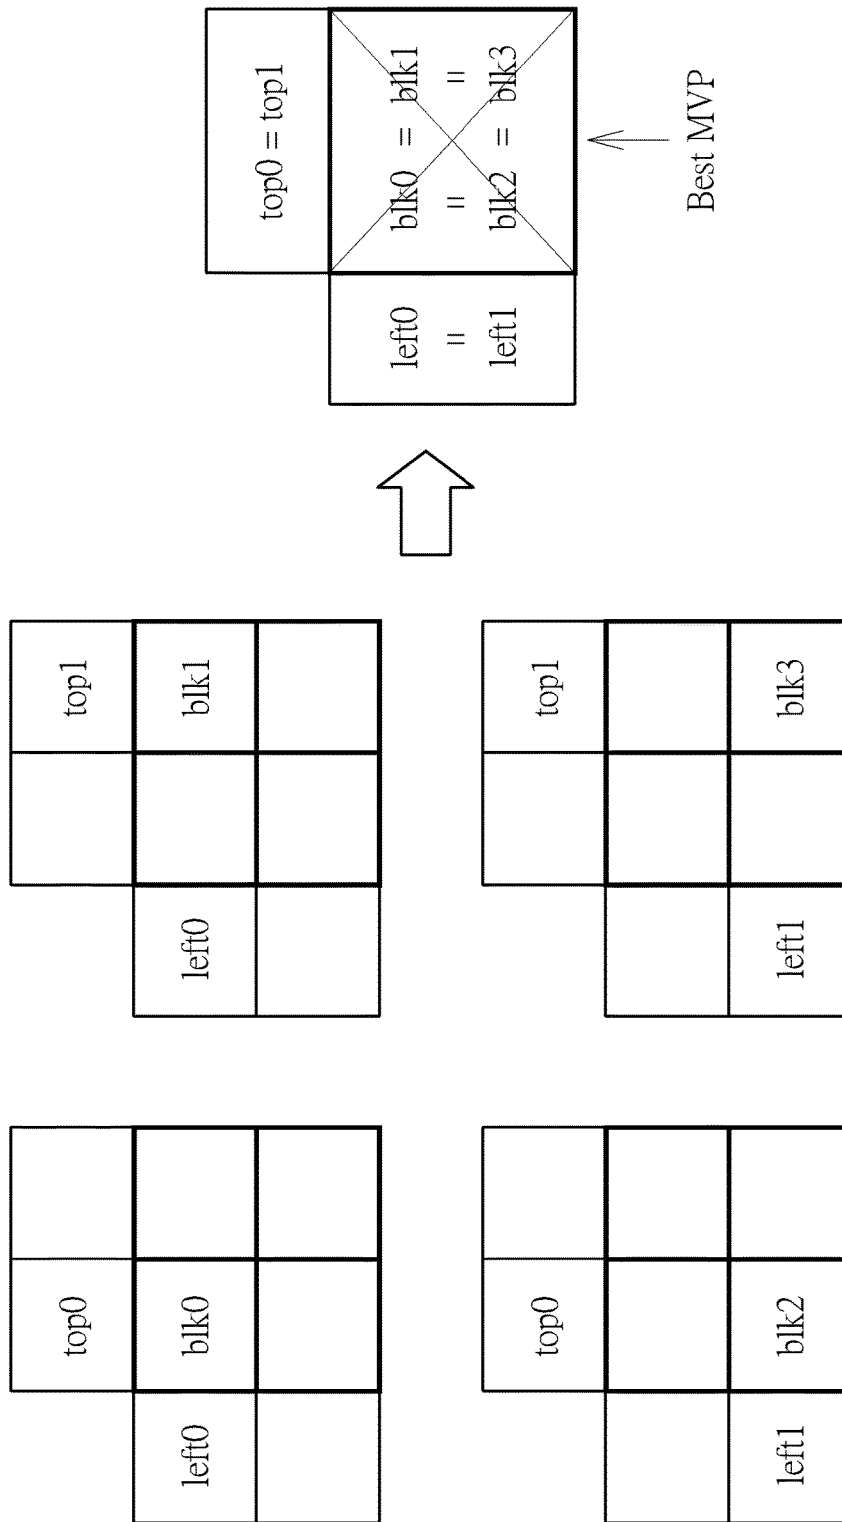 top0
left0 blk0
top1
left0 blk1
top0
left1 blk2
top1
left1 blk3
top0 = top1
left0 blk0 = blk1
= = =
left1 blk2 = blk3
Best MVP